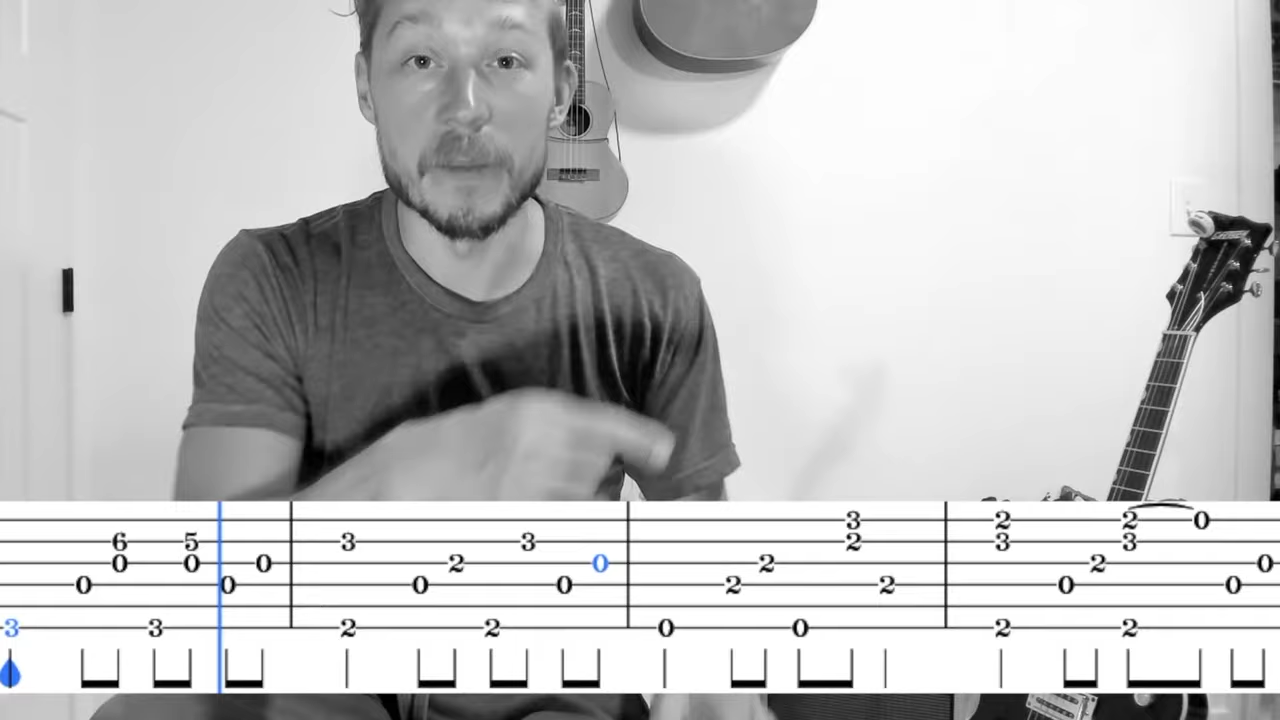 3 2 2 0
6 5 3 3 2 3 3
0 0 0 2 0 2 2 0
0 0 0 0 2 2 0 0
3 3 2 2 0 0 2 2